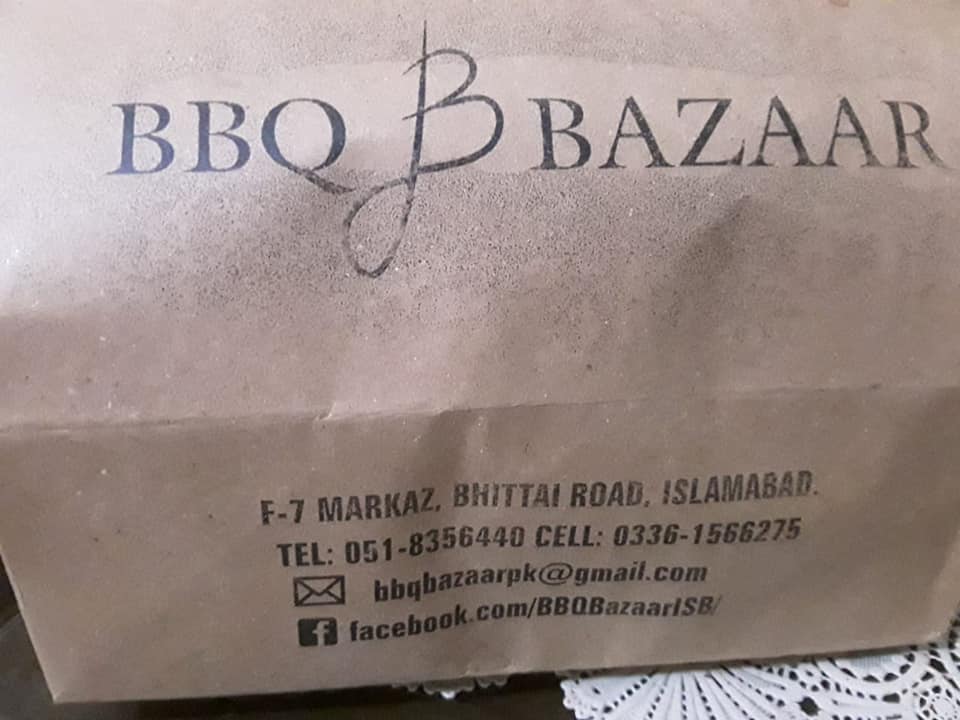 BBQ B BAZAAR
F-7 MARKAZ, BHITTAI ROAD, ISLAMABAD.
TEL: 051-8356440 CELL: 0336-1566275
bbqbazaarpk@gmail.com
facebook.com/BBQBazaarISB/